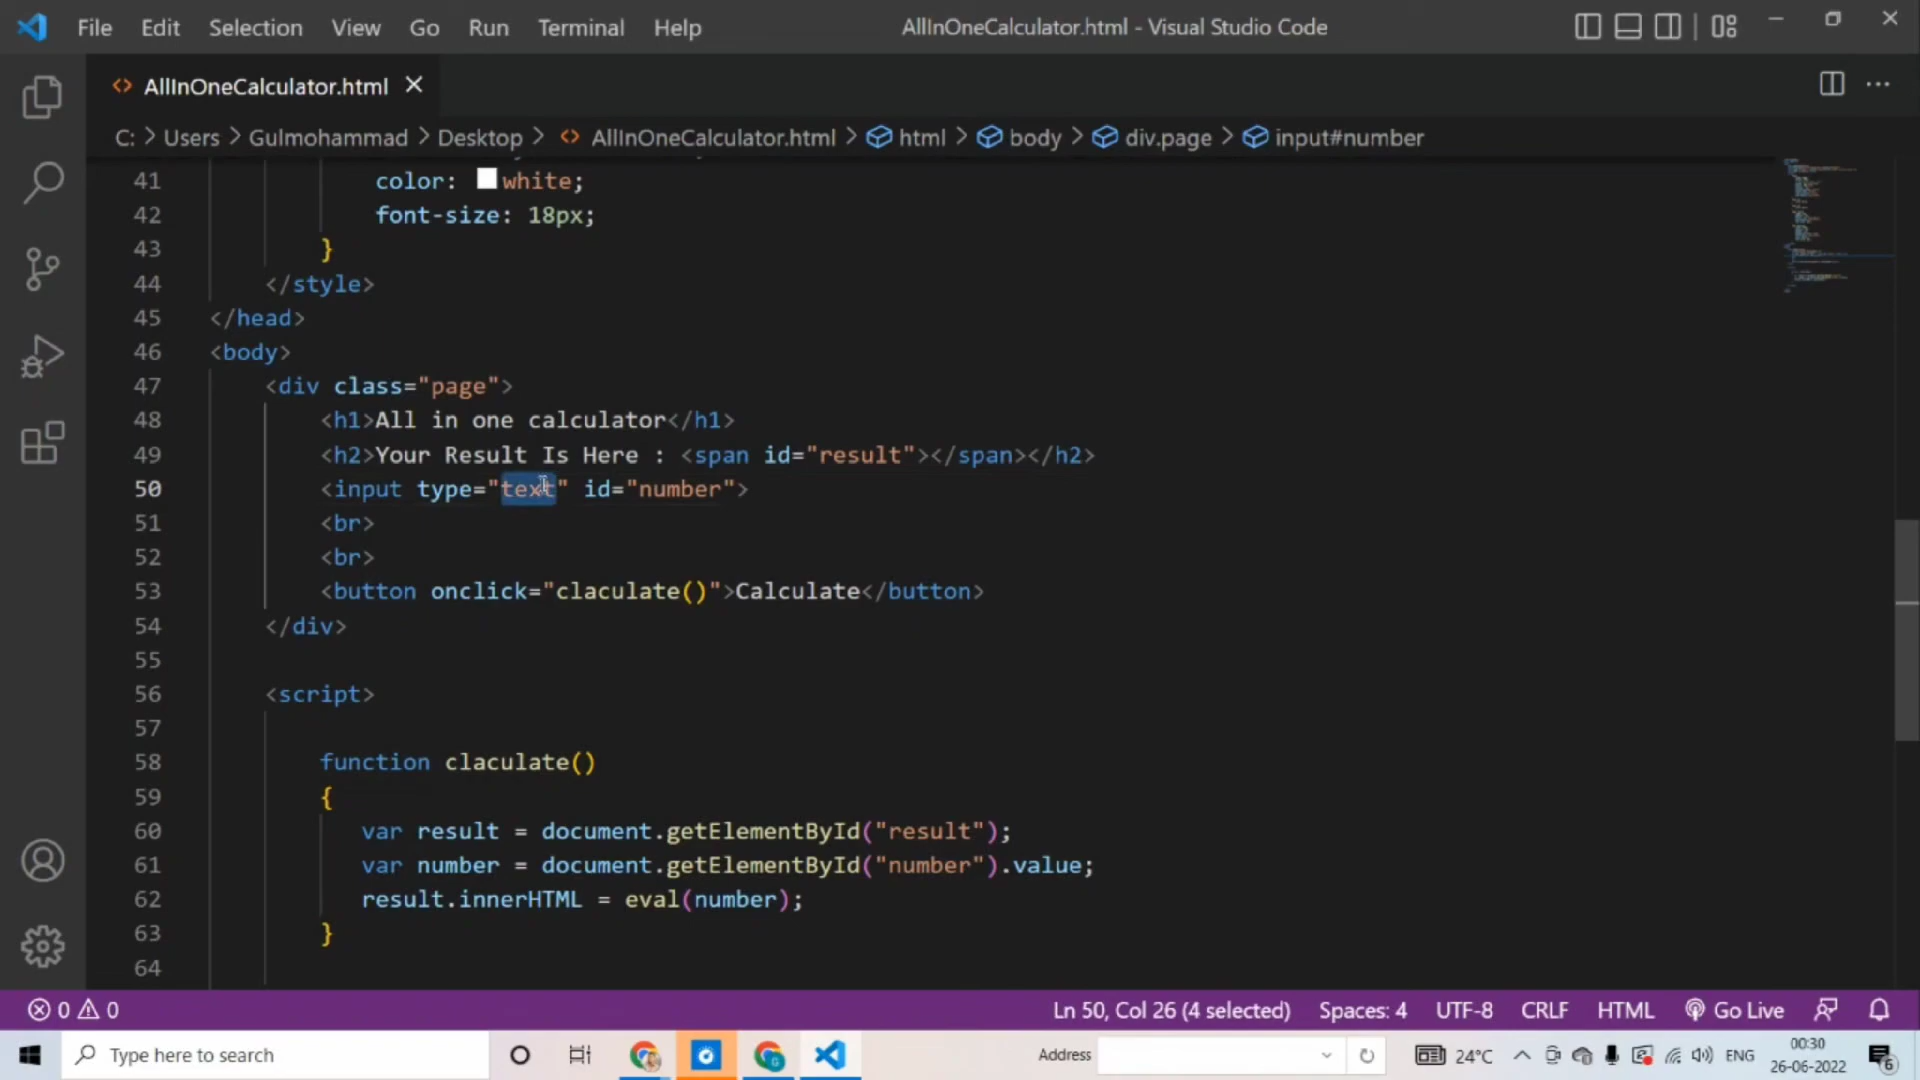 File Edit Selection View Go Run Terminal Help AllInOneCalculator.html - Visual Studio Code
AllInOneCalculator.html
C: > Users > Gulmohammad > Desktop > AllInOneCalculator.html > html > body > div.page > input#number
41 color: white;
42 font-size: 18px;
43 }
44 </style>
45 </head>
46 <body>
47 <div class="page">
48 <h1>All in one calculator</h1>
49 <h2>Your Result Is Here : <span id="result"></span></h2>
50 <input type="text" id="number">
51 <br>
52 <br>
53 <button onclick="claculate()">Calculate</button>
54 </div>
55
56 <script>
57
58 function claculate()
59 {
60 var result = document.getElementById("result");
61 var number = document.getElementById("number").value;
62 result.innerHTML = eval(number);
63 }
64
0 0 Ln 50, Col 26 (4 selected) Spaces: 4 UTF-8 CRLF HTML Go Live
Type here to search Address 24°C ENG 00:30
26-06-2022 6